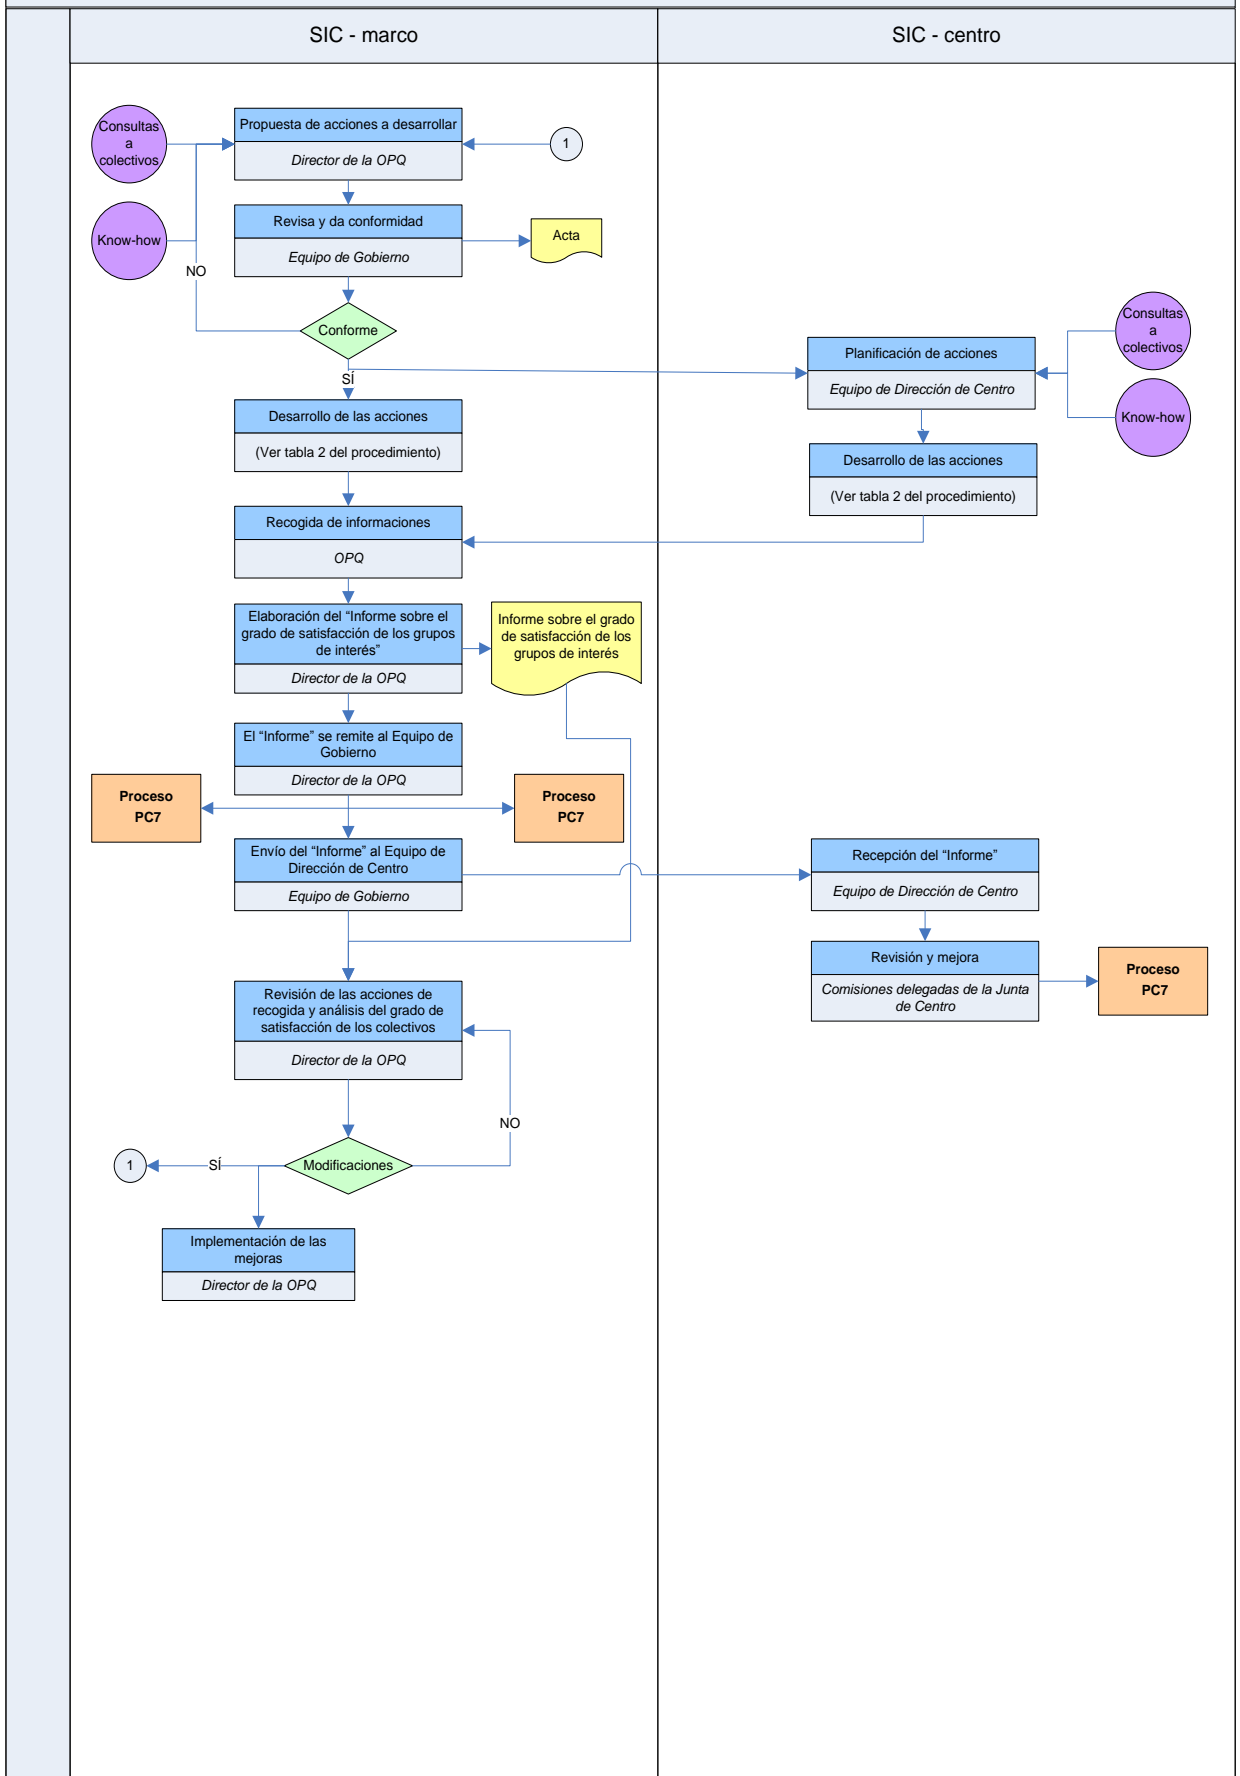 SIC - marco
SIC - centro
Consultas
a
colectivos
Propuesta de acciones a desarrollar
Director de la OPQ
1
Know-how
Revisa y da conformidad
Equipo de Gobierno
Acta
NO
Conforme
SÍ
Consultas
a
colectivos
Planificación de acciones
Equipo de Dirección de Centro
Know-how
Desarrollo de las acciones
(Ver tabla 2 del procedimiento)
Desarrollo de las acciones
(Ver tabla 2 del procedimiento)
Recogida de informaciones
OPQ
Elaboración del “Informe sobre el
grado de satisfacción de los grupos
de interés”
Director de la OPQ
Informe sobre el grado
de satisfacción de los
grupos de interés
El “Informe” se remite al Equipo de
Gobierno
Director de la OPQ
Proceso
PC7
Proceso
PC7
Envío del “Informe” al Equipo de
Dirección de Centro
Equipo de Gobierno
Recepción del “Informe”
Equipo de Dirección de Centro
Revisión y mejora
Comisiones delegadas de la Junta
de Centro
Proceso
PC7
Revisión de las acciones de
recogida y análisis del grado de
satisfacción de los colectivos
Director de la OPQ
NO
1
SÍ
Modificaciones
Implementación de las
mejoras
Director de la OPQ